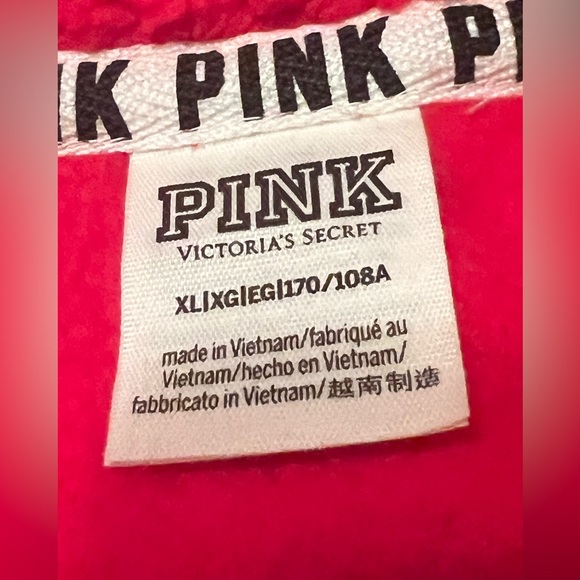 K PINK P
PINK
VICTORIA'S SECRET
XL|XG|EG|170/108A
made in Vietnam/fabriqué au
Vietnam/hecho en Vietnam/
fabbricato in Vietnam/越南制造